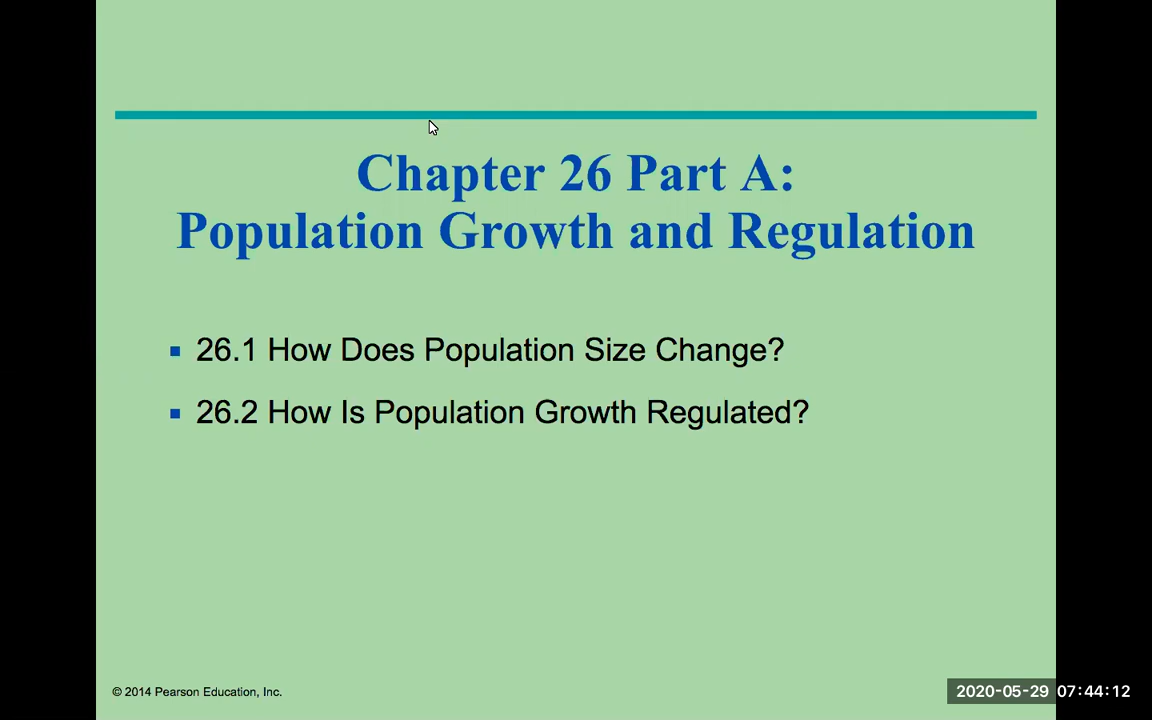 Chapter 26 Part A:
Population Growth and Regulation
26.1 How Does Population Size Change?
26.2 How Is Population Growth Regulated?
© 2014 Pearson Education, Inc.
2020-05-29 07:44:12